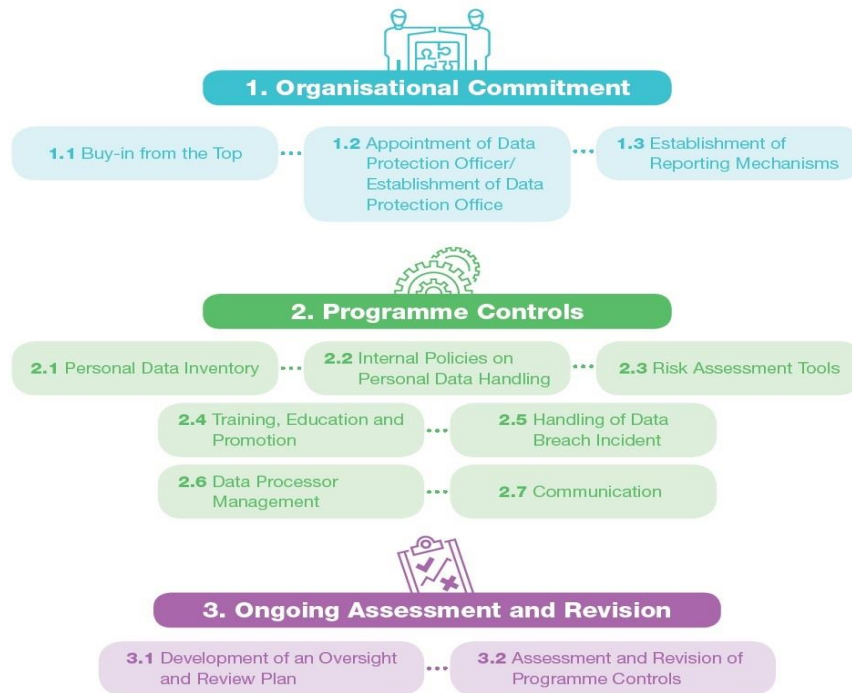 1. Organisational Commitment
1.1 Buy-in from the Top
1.2 Appointment of Data
Protection Officer/
Establishment of Data
Protection Office
1.3 Establishment of
Reporting Mechanisms
2. Programme Controls
2.1 Personal Data Inventory
2.2 Internal Policies on
Personal Data Handling
2.3 Risk Assessment Tools
2.4 Training, Education and
Promotion
2.5 Handling of Data
Breach Incident
2.6 Data Processor
Management
2.7 Communication
3. Ongoing Assessment and Revision
3.1 Development of an Oversight
and Review Plan
3.2 Assessment and Revision of
Programme Controls